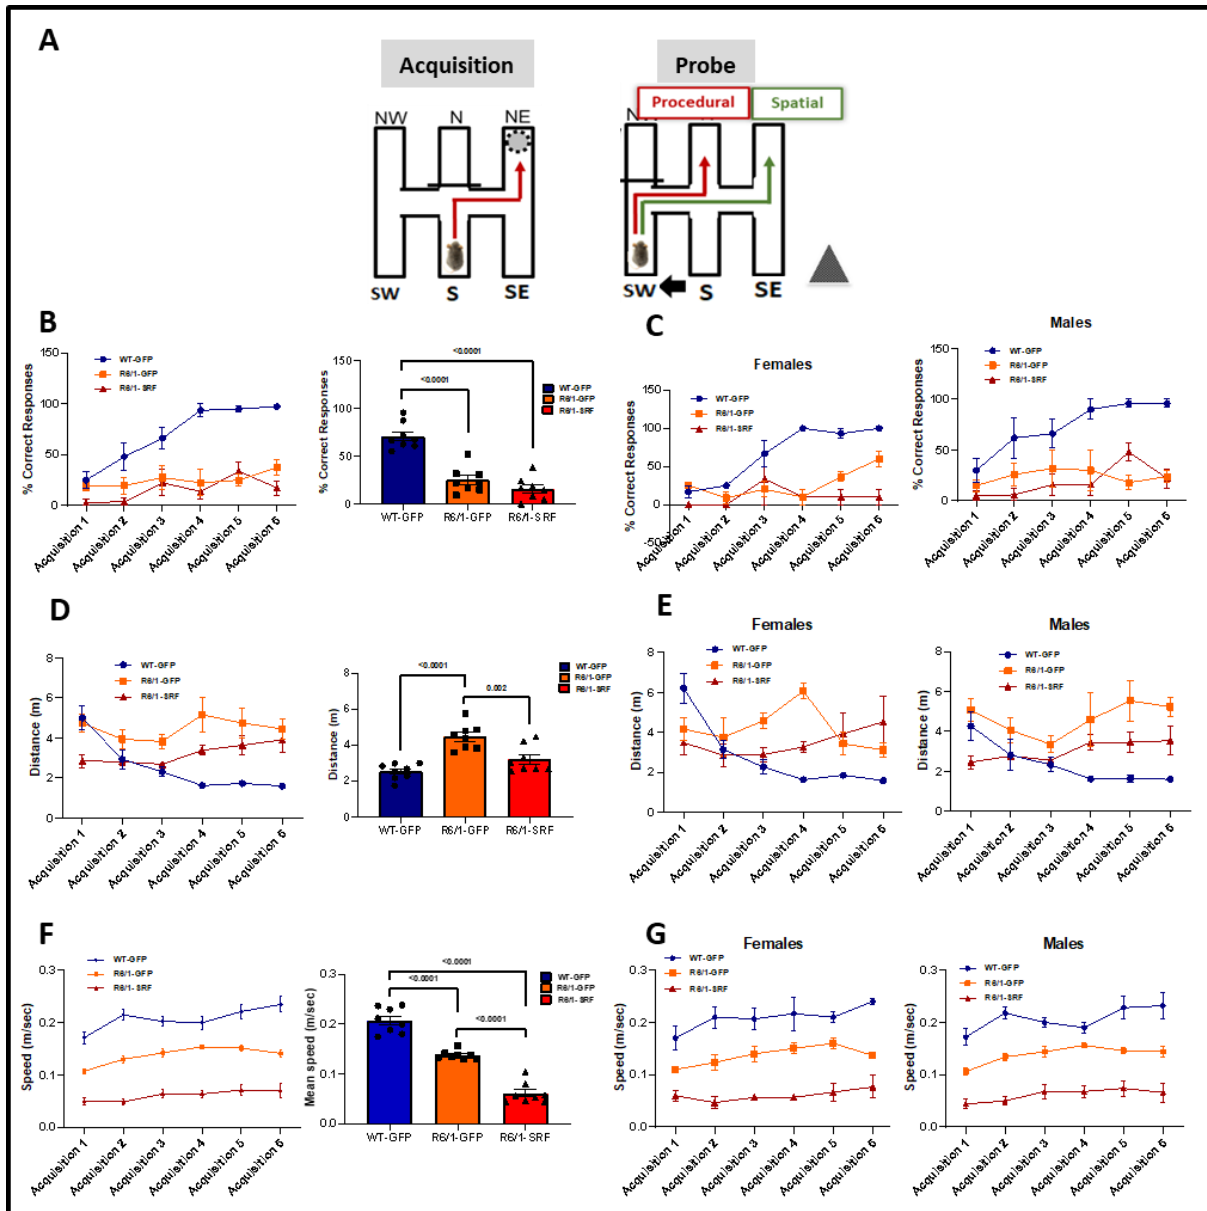 A
Acquisition
Probe
NW N NE
Procedural
Spatial
SW S SE
SW S SE
B
150
100
50
0
% Correct Responses
WT-GFP
R6/1-GFP
R6/1-SRF
Acquisition 1
Acquisition 2
Acquisition 3
Acquisition 4
Acquisition 5
Acquisition 6
150
100
50
0
% Correct Responses
<0.0001
<0.0001
WT-GFP
R6/1-GFP
R6/1-SRF
WT-GFP R6/1-GFP R6/1-SRF
C
Females
150
100
50
0
-50
% Correct Responses
WT-GFP
R6/1-GFP
R6/1-SRF
Acquisition 1
Acquisition 2
Acquisition 3
Acquisition 4
Acquisition 5
Acquisition 6
Males
150
100
50
0
% Correct Responses
WT-GFP
R6/1-GFP
R6/1-SRF
Acquisition 1
Acquisition 2
Acquisition 3
Acquisition 4
Acquisition 5
Acquisition 6
D
8
6
4
2
0
Distance (m)
WT-GFP
R6/1-GFP
R6/1-SRF
Acquisition 1
Acquisition 2
Acquisition 3
Acquisition 4
Acquisition 5
Acquisition 6
8
6
4
2
0
Distance (m)
<0.0001
0.002
WT-GFP
R6/1-GFP
R6/1-SRF
WT-GFP R6/1-GFP R6/1-SRF
E
Females
8
6
4
2
0
Distance (m)
WT-GFP
R6/1-GFP
R6/1-SRF
Acquisition 1
Acquisition 2
Acquisition 3
Acquisition 4
Acquisition 5
Acquisition 6
Males
8
6
4
2
0
Distance (m)
WT-GFP
R6/1-GFP
R6/1-SRF
Acquisition 1
Acquisition 2
Acquisition 3
Acquisition 4
Acquisition 5
Acquisition 6
F
0.3
0.2
0.1
0.0
Speed (m/sec)
WT-GFP
R6/1-GFP
R6/1-SRF
Acquisition 1
Acquisition 2
Acquisition 3
Acquisition 4
Acquisition 5
Acquisition 6
0.3
0.2
0.1
0.0
Mean speed (m/sec)
<0.0001
<0.0001
<0.0001
WT-GFP
R6/1-GFP
R6/1-SRF
WT-GFP R6/1-GFP R6/1-SRF
G
Females
0.3
0.2
0.1
0.0
Speed (m/sec)
WT-GFP
R6/1-GFP
R6/1-SRF
Acquisition 1
Acquisition 2
Acquisition 3
Acquisition 4
Acquisition 5
Acquisition 6
Males
0.3
0.2
0.1
0.0
Speed (m/sec)
WT-GFP
R6/1-GFP
R6/1-SRF
Acquisition 1
Acquisition 2
Acquisition 3
Acquisition 4
Acquisition 5
Acquisition 6